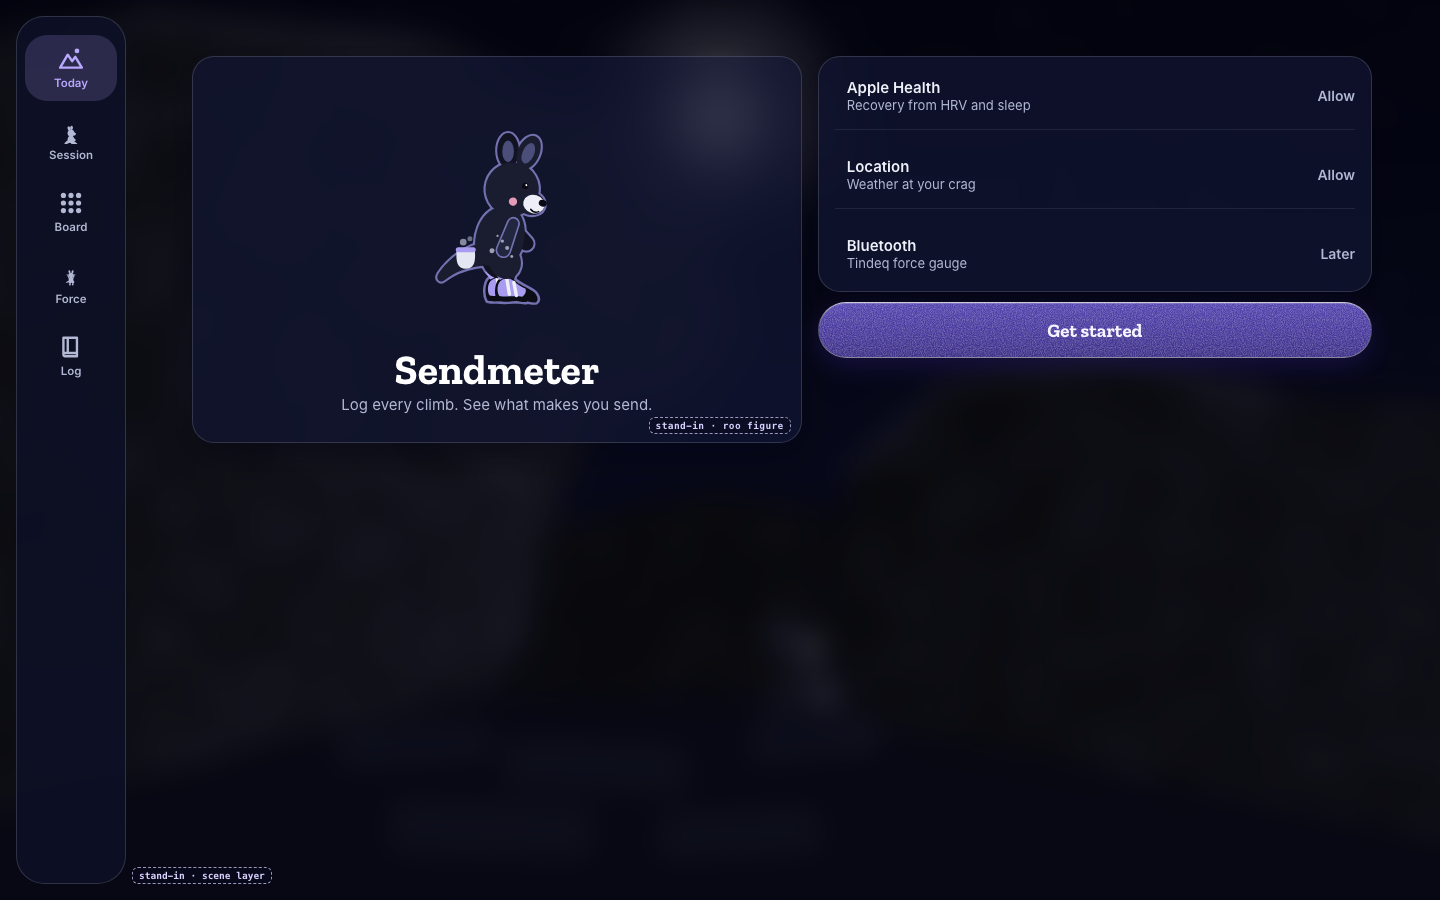 Today
Session
Board
Force
Log
Sendmeter
Log every climb. See what makes you send.
stand-in · roo figure
Apple Health
Recovery from HRV and sleep
Allow
Location
Weather at your crag
Allow
Bluetooth
Tindeq force gauge
Later
Get started
stand-in · scene layer